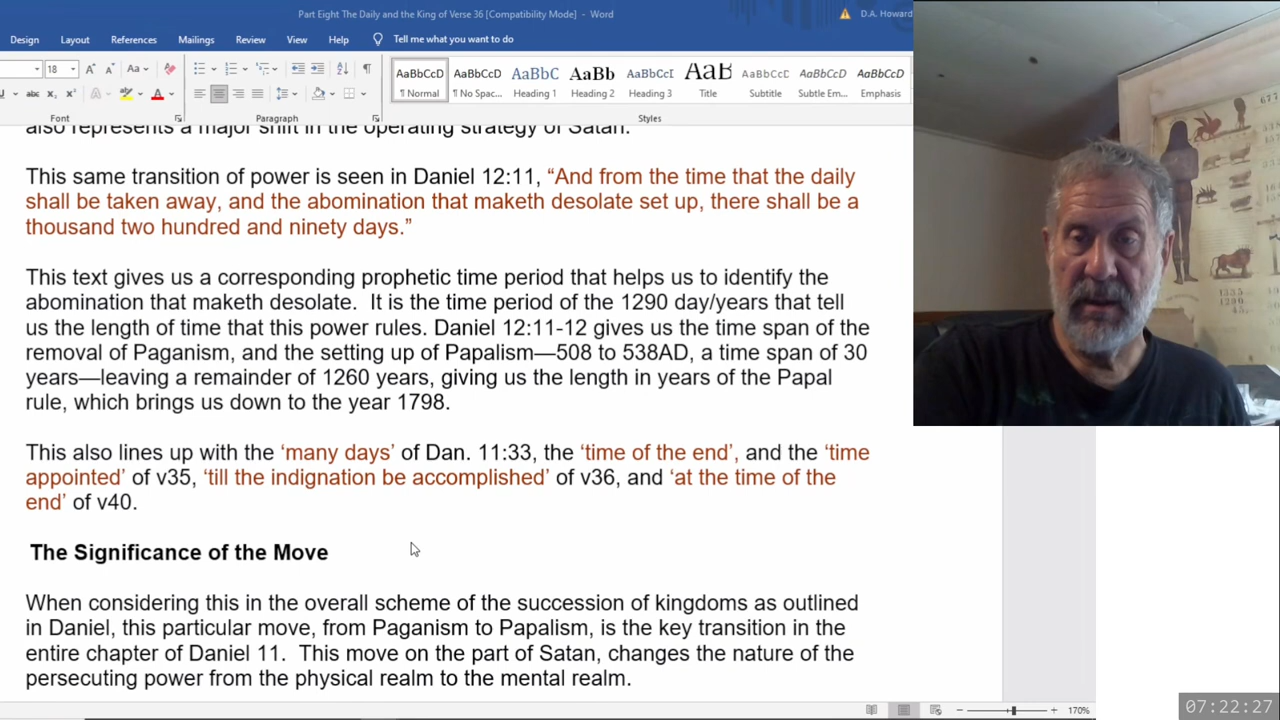 Part Eight The Daily and the King of Verse 36 [Compatibility Mode] - Word
D.A. Howard
Design Layout References Mailings Review View Help Tell me what you want to do
18 Aa
AaBbCcD AaBbCcD AaBbC AaBb AaBbCcI AaB AaBbCcD AaBbCcD AaBbCcD
¶ Normal ¶ No Spac... Heading 1 Heading 2 Heading 3 Title Subtitle Subtle Em... Emphasis
Font Paragraph Styles
also represents a major shift in the operating strategy of Satan.
This same transition of power is seen in Daniel 12:11, “And from the time that the daily
shall be taken away, and the abomination that maketh desolate set up, there shall be a
thousand two hundred and ninety days.”
This text gives us a corresponding prophetic time period that helps us to identify the
abomination that maketh desolate. It is the time period of the 1290 day/years that tell
us the length of time that this power rules. Daniel 12:11-12 gives us the time span of the
removal of Paganism, and the setting up of Papalism—508 to 538AD, a time span of 30
years—leaving a remainder of 1260 years, giving us the length in years of the Papal
rule, which brings us down to the year 1798.
This also lines up with the ‘many days’ of Dan. 11:33, the ‘time of the end’, and the ‘time
appointed’ of v35, ‘till the indignation be accomplished’ of v36, and ‘at the time of the
end’ of v40.
The Significance of the Move
When considering this in the overall scheme of the succession of kingdoms as outlined
in Daniel, this particular move, from Paganism to Papalism, is the key transition in the
entire chapter of Daniel 11. This move on the part of Satan, changes the nature of the
persecuting power from the physical realm to the mental realm.
170%
07:22:27